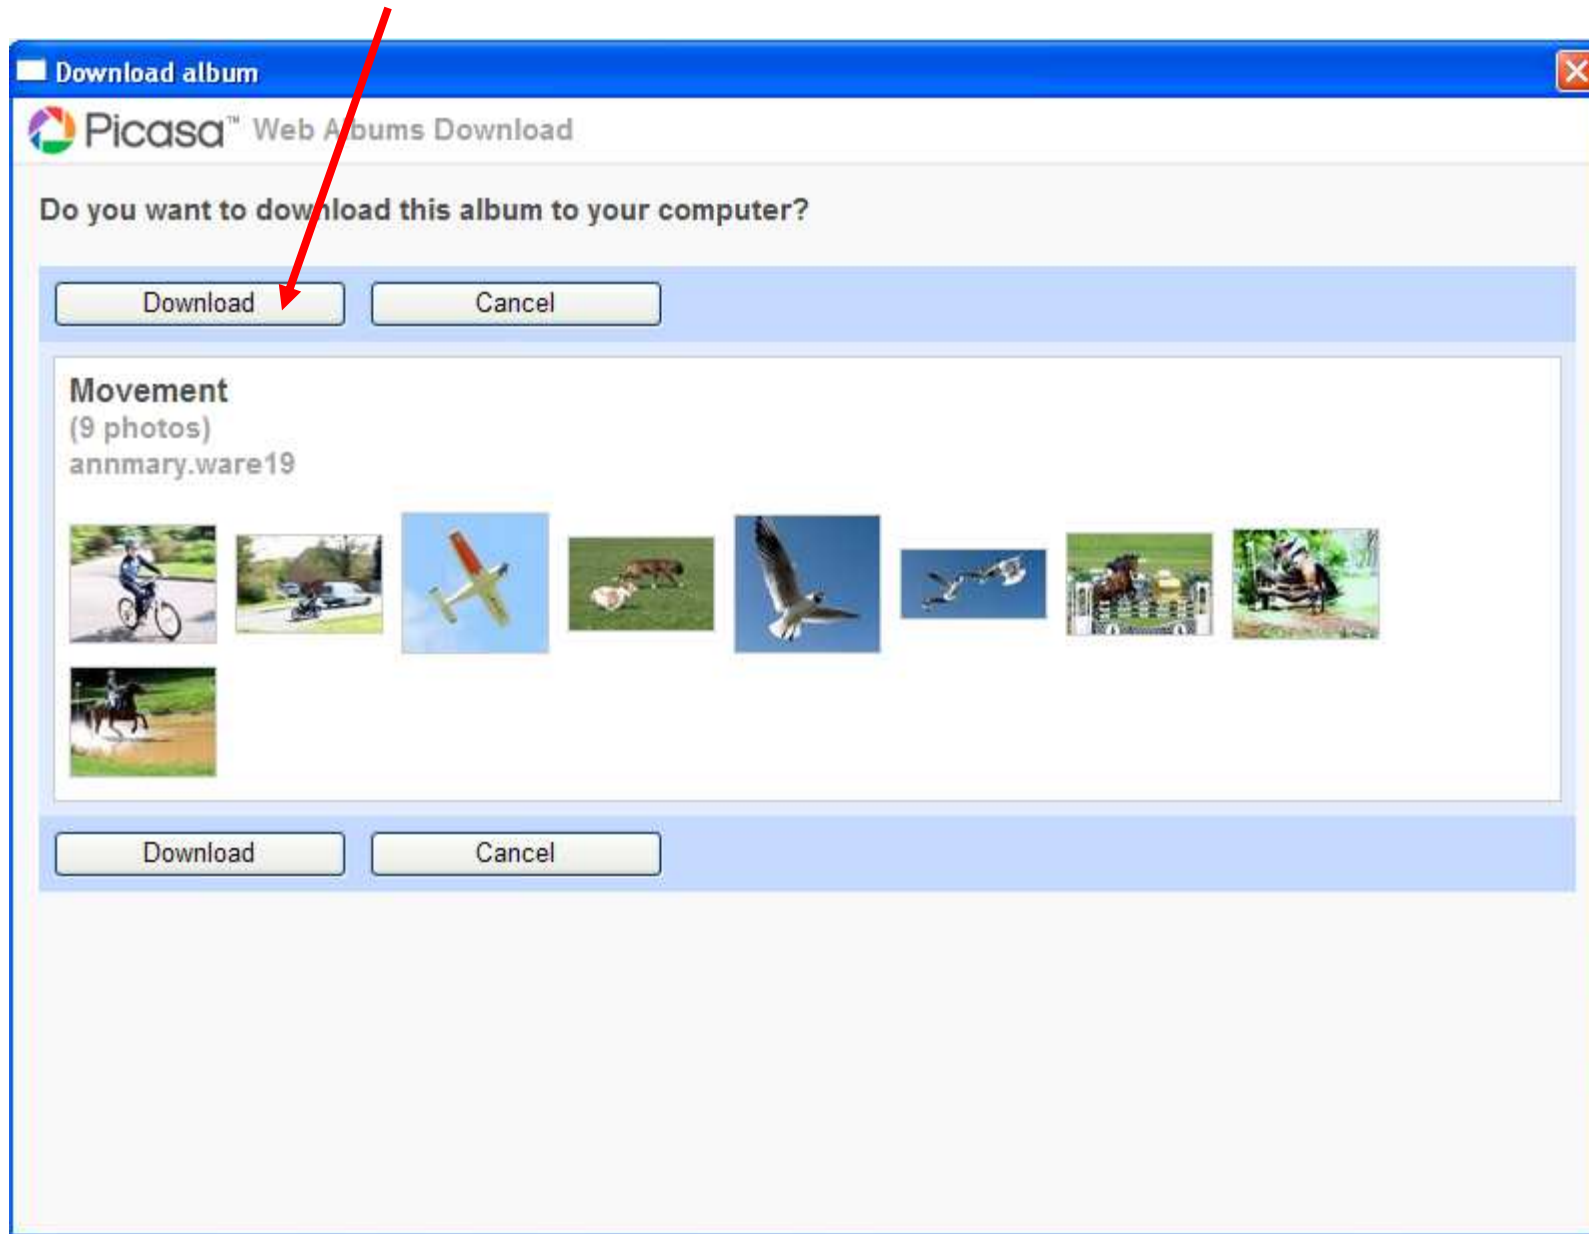 Download album
Picasa™ Web Albums Download
Do you want to download this album to your computer?
Download Cancel
Movement
(9 photos)
annmary.ware19
Download Cancel